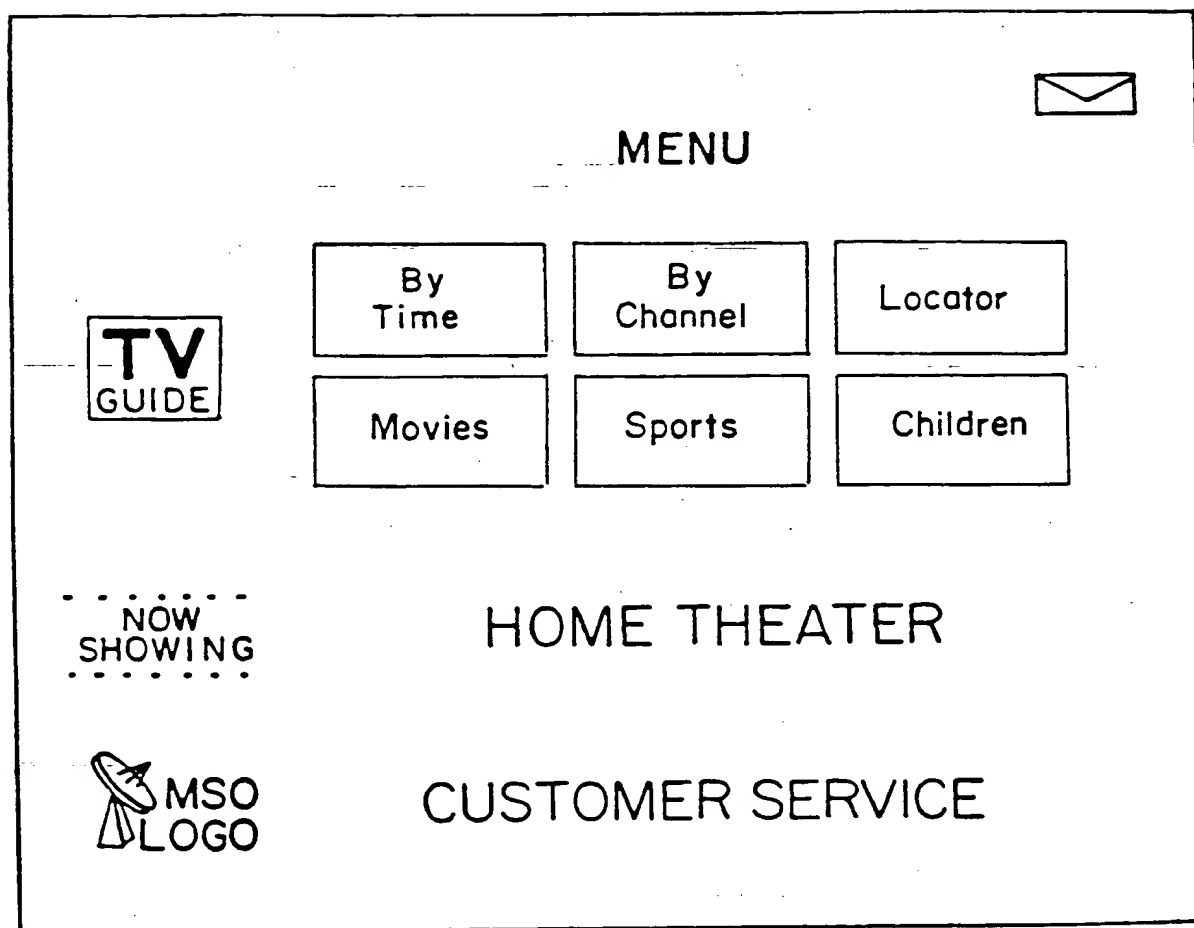 MENU
By
Time
By
Channel
Locator
TV
GUIDE
Movies
Sports
Children
NOW
SHOWING
HOME THEATER
MSO
LOGO
CUSTOMER SERVICE